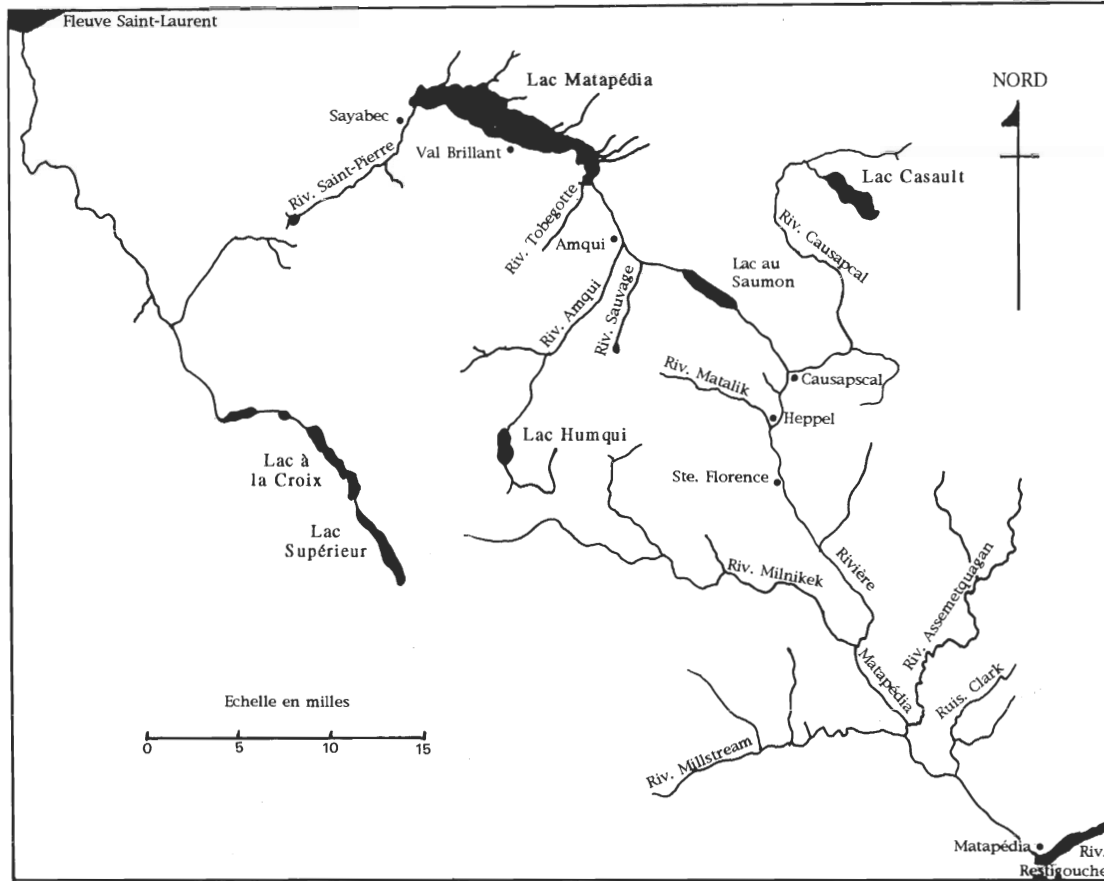 Fleuve Saint-Laurent
Lac Matapédia
NORD
Sayabec
Val Brillant
Riv. Saint-Pierre
Lac Casault
Riv. Tobegotte
Riv. Causapcal
Amqui
Lac au
Saumon
Riv. Amqui
Riv. Sauvage
Riv. Matalik
Causapscal
Heppel
Lac Humqui
Lac à
la Croix
Ste. Florence
Lac
Supérieur
Riv. Milnikek
Rivière
Matapédia
Riv. Assemetquagan
Ruis. Clark
Echelle en milles
0 5 10 15
Riv. Millstream
Matapédia
Riv.
Restigouche